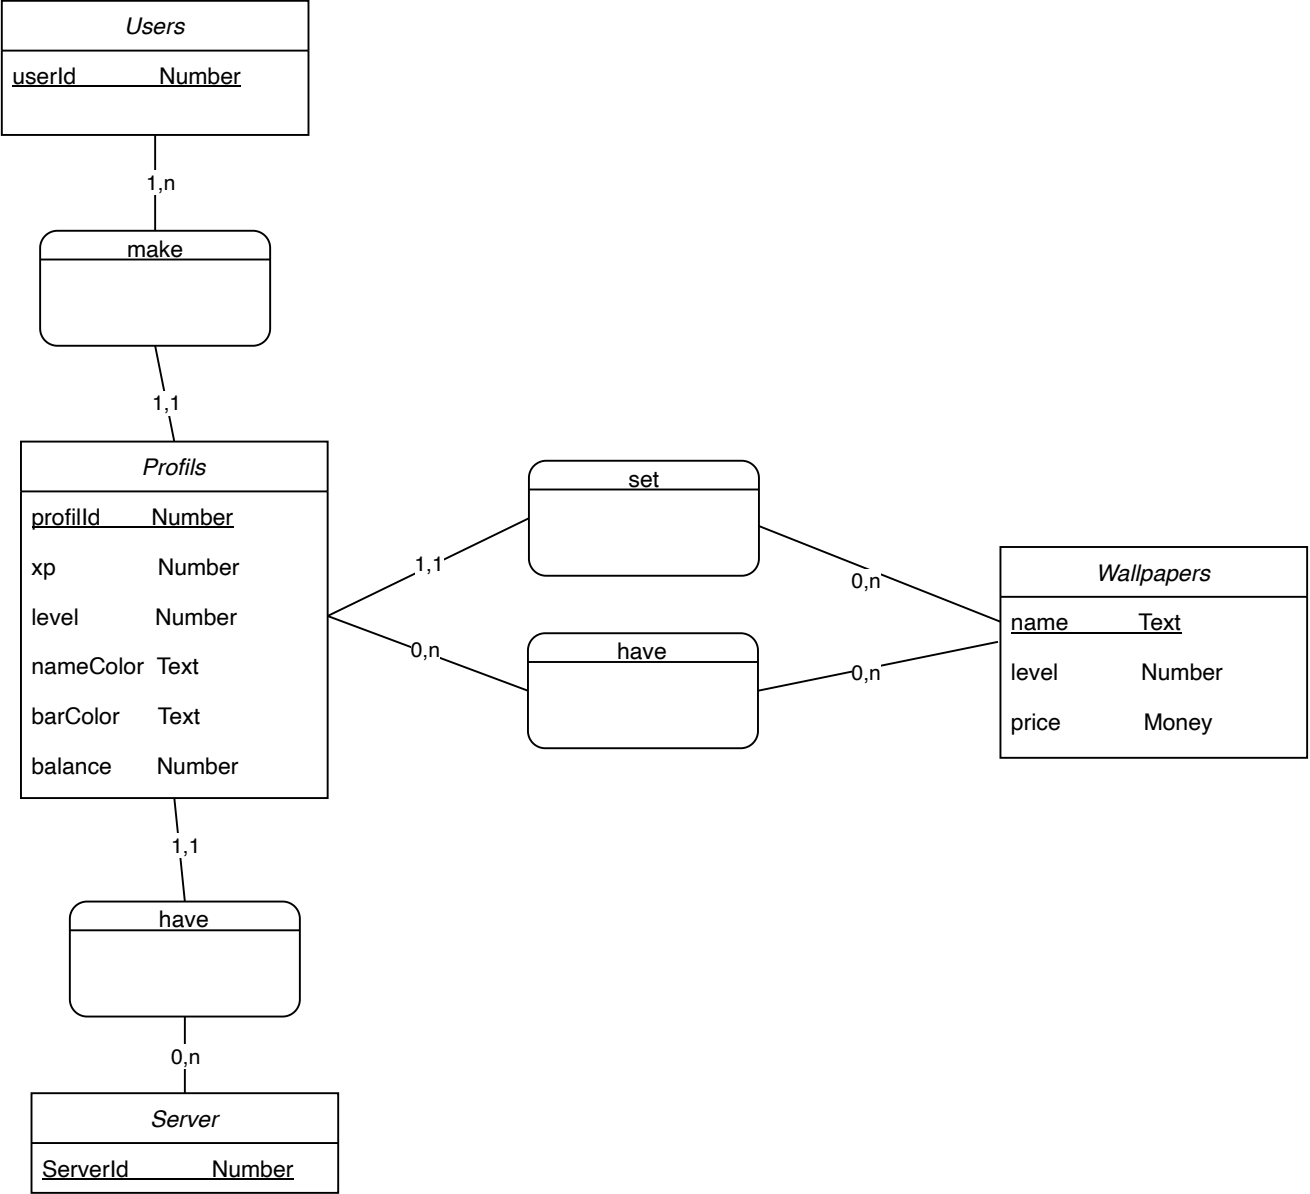 Users
userId Number
1,n
make
1,1
Profils
profilId Number
xp Number
level Number
nameColor Text
barColor Text
balance Number
1,1
set
0,n
0,n
have
0,n
Wallpapers
name Text
level Number
price Money
1,1
have
0,n
Server
ServerId Number